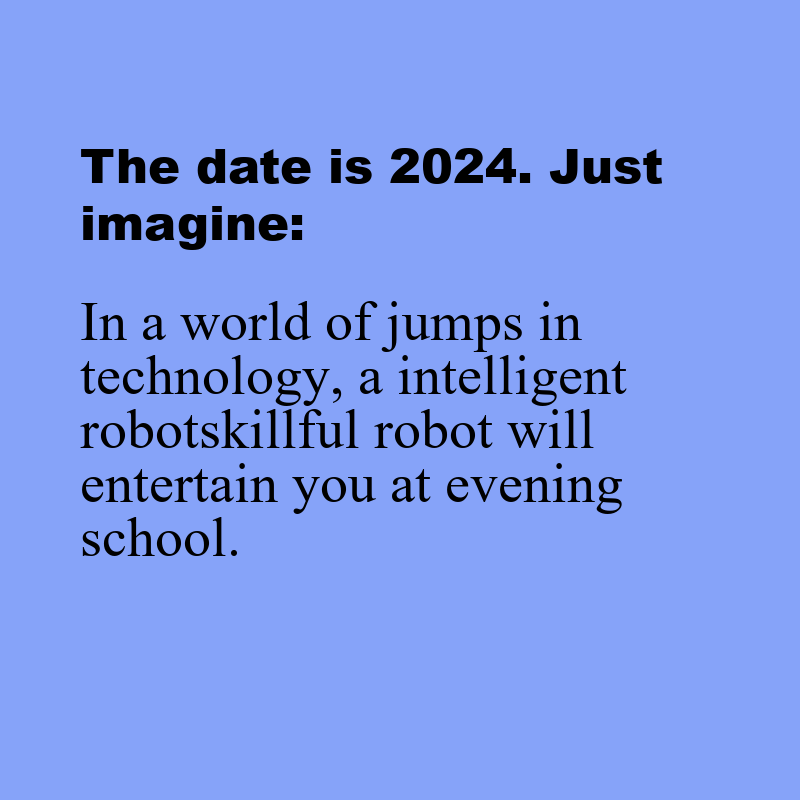 The date is 2024. Just
imagine:
In a world of jumps in
technology, a intelligent
robotskillful robot will
entertain you at evening
school.